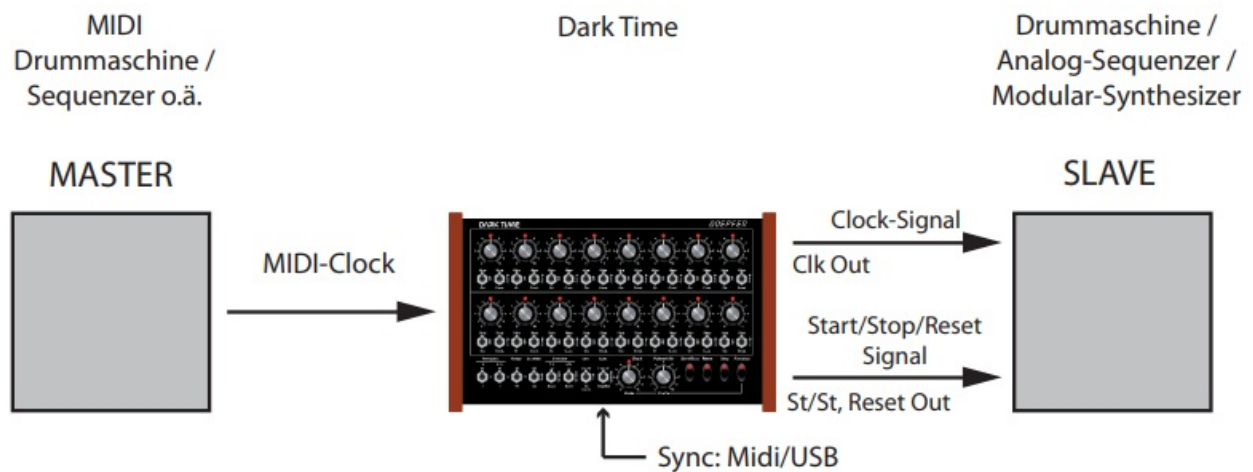 MIDI
Drummaschine /
Sequenzer o.ä.
Dark Time
Drummaschine /
Analog-Sequenzer /
Modular-Synthesizer
MASTER
SLAVE
DARK TIME
DOEPFER
MIDI-Clock
Clock-Signal
Clk Out
Start/Stop/Reset
Signal
St/St, Reset Out
Sync: Midi/USB